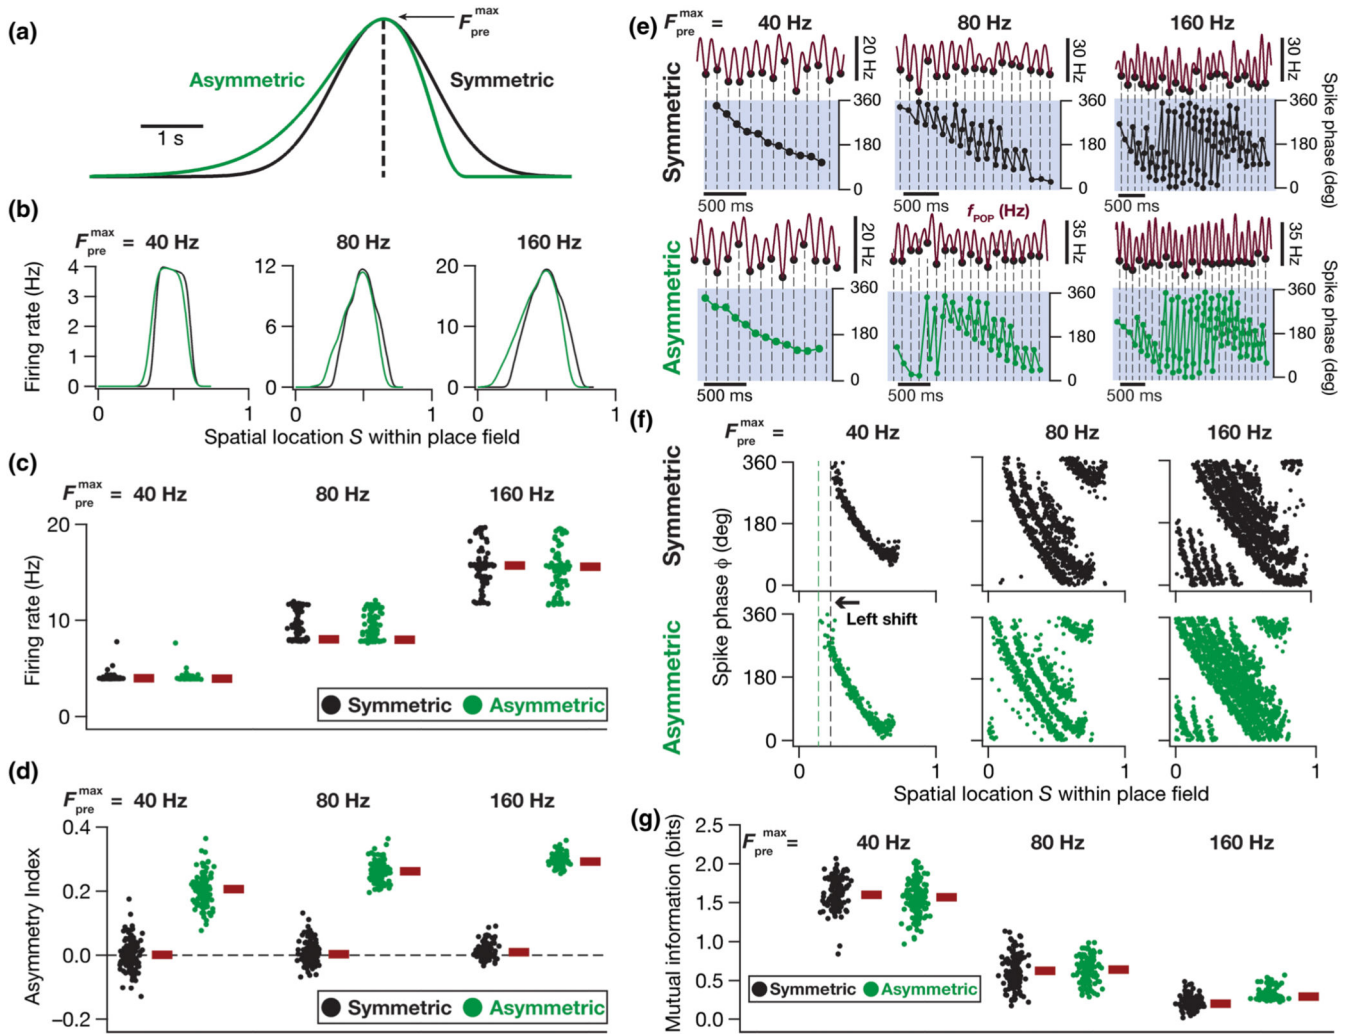 (a)
F pre max
Asymmetric
Symmetric
1 s
(b)
F pre max = 40 Hz
80 Hz
160 Hz
Firing rate (Hz)
4
3
2
1
0
12
6
0
20
10
0
0
1
0
1
0
1
Spatial location S within place field
(c)
F pre max = 40 Hz
80 Hz
160 Hz
Firing rate (Hz)
20
10
0
Symmetric
Asymmetric
(d)
F pre max = 40 Hz
80 Hz
160 Hz
Asymmetry Index
0.4
0.2
0.0
−0.2
Symmetric
Asymmetric
(e)
F pre max = 40 Hz
80 Hz
160 Hz
Symmetric
20 Hz
30 Hz
30 Hz
360
180
0
360
180
0
360
180
0
Spike phase (deg)
500 ms
500 ms
500 ms
Asymmetric
fPOP (Hz)
20 Hz
35 Hz
35 Hz
360
180
0
360
180
0
360
180
0
Spike phase (deg)
500 ms
500 ms
500 ms
(f)
F pre max =
40 Hz
80 Hz
160 Hz
Symmetric
Asymmetric
Spike phase ϕ (deg)
360
180
0
Left shift
360
180
0
0
1
0
1
0
1
Spatial location S within place field
(g)
F pre max =
40 Hz
80 Hz
160 Hz
Mutual information (bits)
2.5
2.0
1.5
1.0
0.5
0.0
Symmetric
Asymmetric